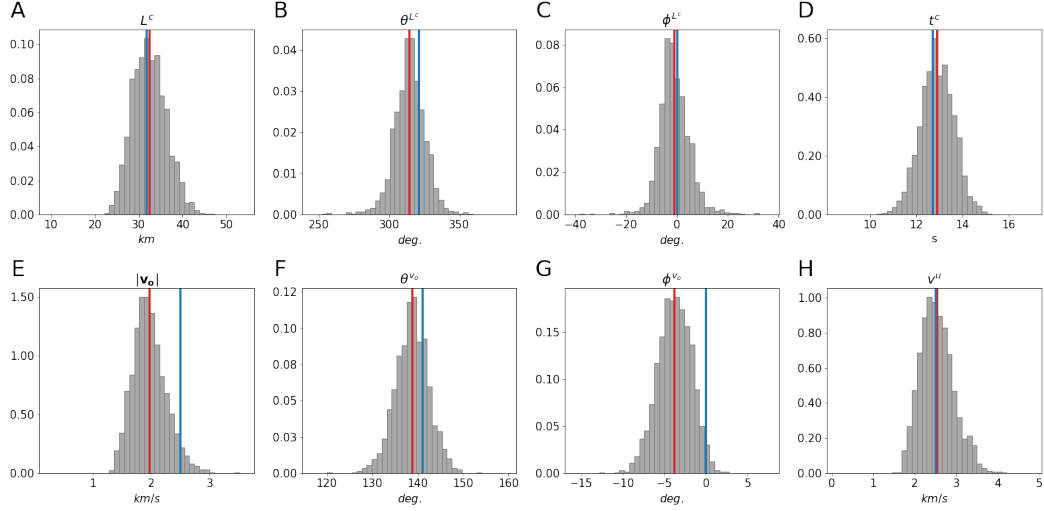 A B C D
L^c θ^{L^c} ϕ^{L^c} t^c
0.10 0.04 0.08 0.60
0.08 0.03 0.06 0.40
0.06 0.02 0.04 0.20
0.04 0.01 0.02 0.00
0.02 0.00 0.00
0.00
10 20 30 40 50 250 300 350 −40 −20 0 20 40 10 12 14 16
km deg. deg. s
E F G H
|v_o| θ^{v_o} ϕ^{v_o} v^u
1.50 0.12 0.15 1.00
1.00 0.10 0.10 0.80
0.50 0.08 0.05 0.60
0.00 0.05 0.00 0.40
0.03 0.20
0.00 0.00
1 2 3 120 130 140 150 160 −15 −10 −5 0 5 0 1 2 3 4 5
km/s deg. deg. km/s